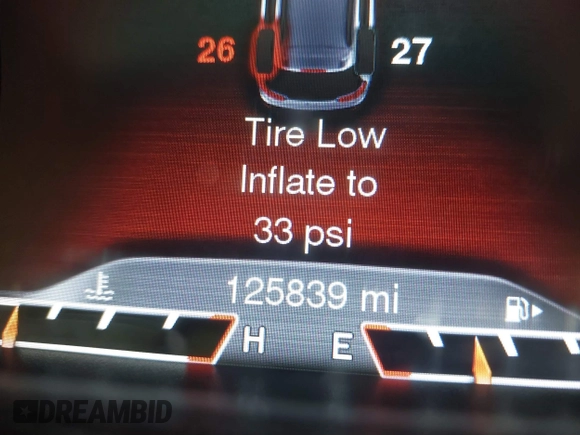 26 27
Tire Low
Inflate to
33 psi
125839 mi
H E
DREAMBID